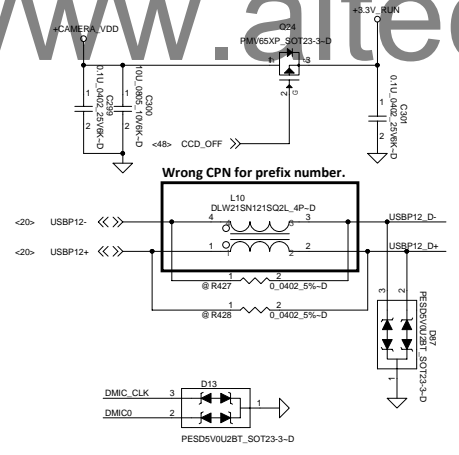 www.altec
+CAMERA_VDD
+3.3V_RUN
Q24
PMV65XP_SOT23-3~D
1
3
2
G
0.1U_0402_25V6K~D
C299
1
2
10U_0805_10V6K~D
C300
1
2
0.1U_0402_25V6K~D
C301
1
2
<48> CCD_OFF
Wrong CPN for prefix number.
L10
DLW21SN121SQ2L_4P~D
<20> USBP12-
4
3
USBP12_D-
<20> USBP12+
1
2
USBP12_D+
1 2
@ R427 0_0402_5%~D
1 2
@ R428 0_0402_5%~D
3
2
1
PESD5V0U2BT_SOT23-3~D
D87
D13
DMIC_CLK 3
1
DMIC0 2
PESD5V0U2BT_SOT23-3~D